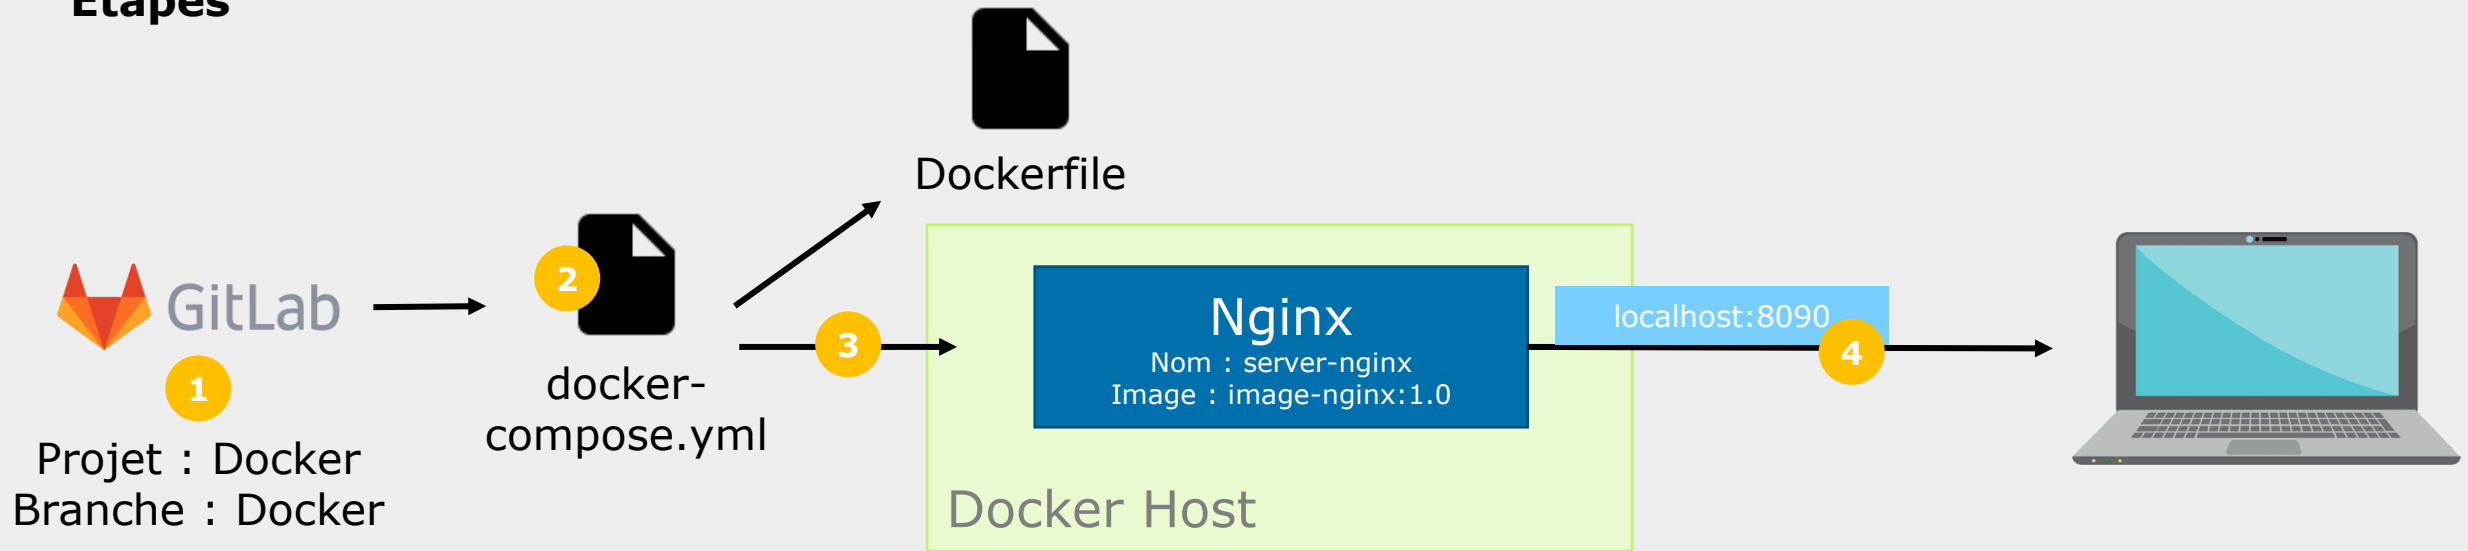 Etapes
Dockerfile
GitLab
1
Projet : Docker
Branche : Docker
2
docker-
compose.yml
3
Nginx
Nom : server-nginx
Image : image-nginx:1.0
Docker Host
localhost:8090
4